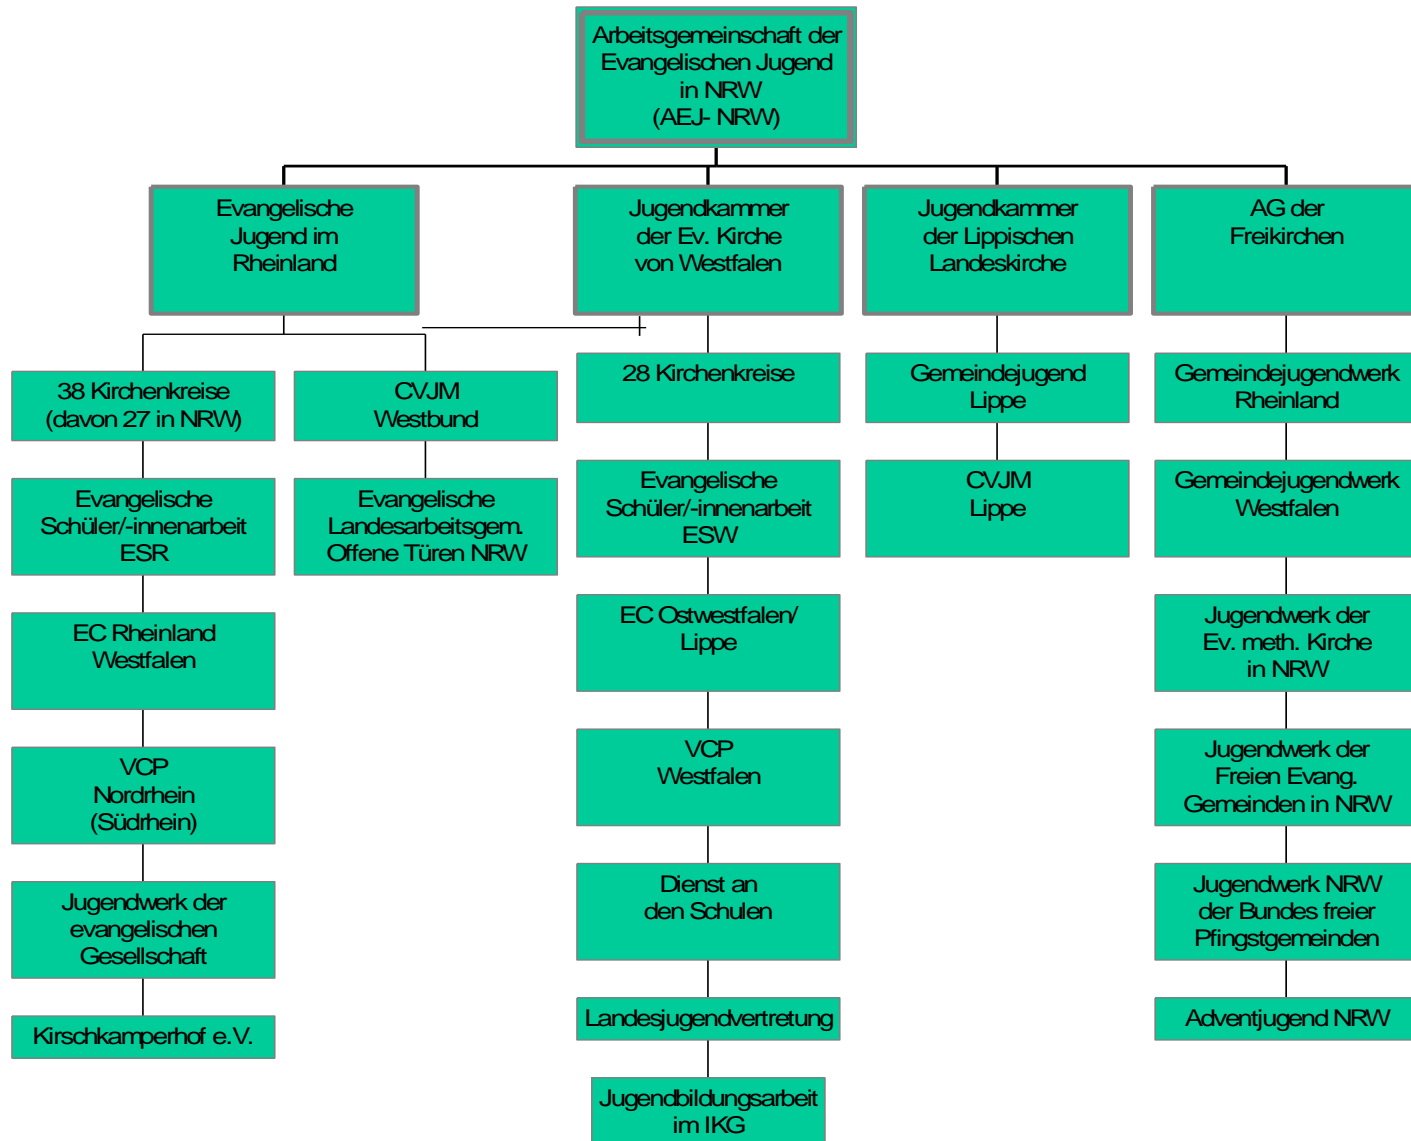 Arbeitsgemeinschaft der
Evangelischen Jugend
in NRW
(AEJ- NRW)
Evangelische
Jugend im
Rheinland
Jugendkammer
der Ev. Kirche
von Westfalen
Jugendkammer
der Lippischen
Landeskirche
AG der
Freikirchen
38 Kirchenkreise
(davon 27 in NRW)
Evangelische
Schüler/-innenarbeit
ESR
EC Rheinland
Westfalen
VCP
Nordrhein
(Südrhein)
Jugendwerk der
evangelischen
Gesellschaft
Kirschkamperhof e.V.
CVJM
Westbund
Evangelische
Landesarbeitsgem.
Offene Türen NRW
28 Kirchenkreise
Evangelische
Schüler/-innenarbeit
ESW
EC Ostwestfalen/
Lippe
VCP
Westfalen
Dienst an
den Schulen
Landesjugendvertretung
Jugendbildungsarbeit
im IKG
Gemeindejugend
Lippe
CVJM
Lippe
Gemeindejugendwerk
Rheinland
Gemeindejugendwerk
Westfalen
Jugendwerk der
Ev. meth. Kirche
in NRW
Jugendwerk der
Freien Evang.
Gemeinden in NRW
Jugendwerk NRW
der Bundes freier
Pfingstgemeinden
Adventjugend NRW